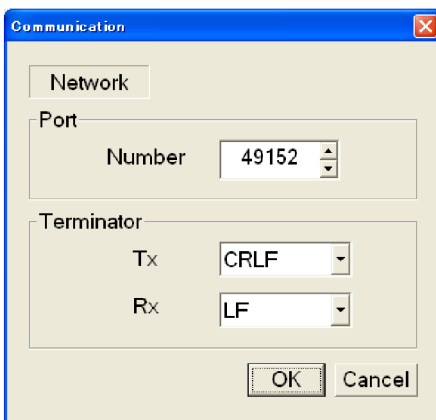 Communication
Network
Port
Number 49152
Terminator
Tx CRLF
Rx LF
OK Cancel